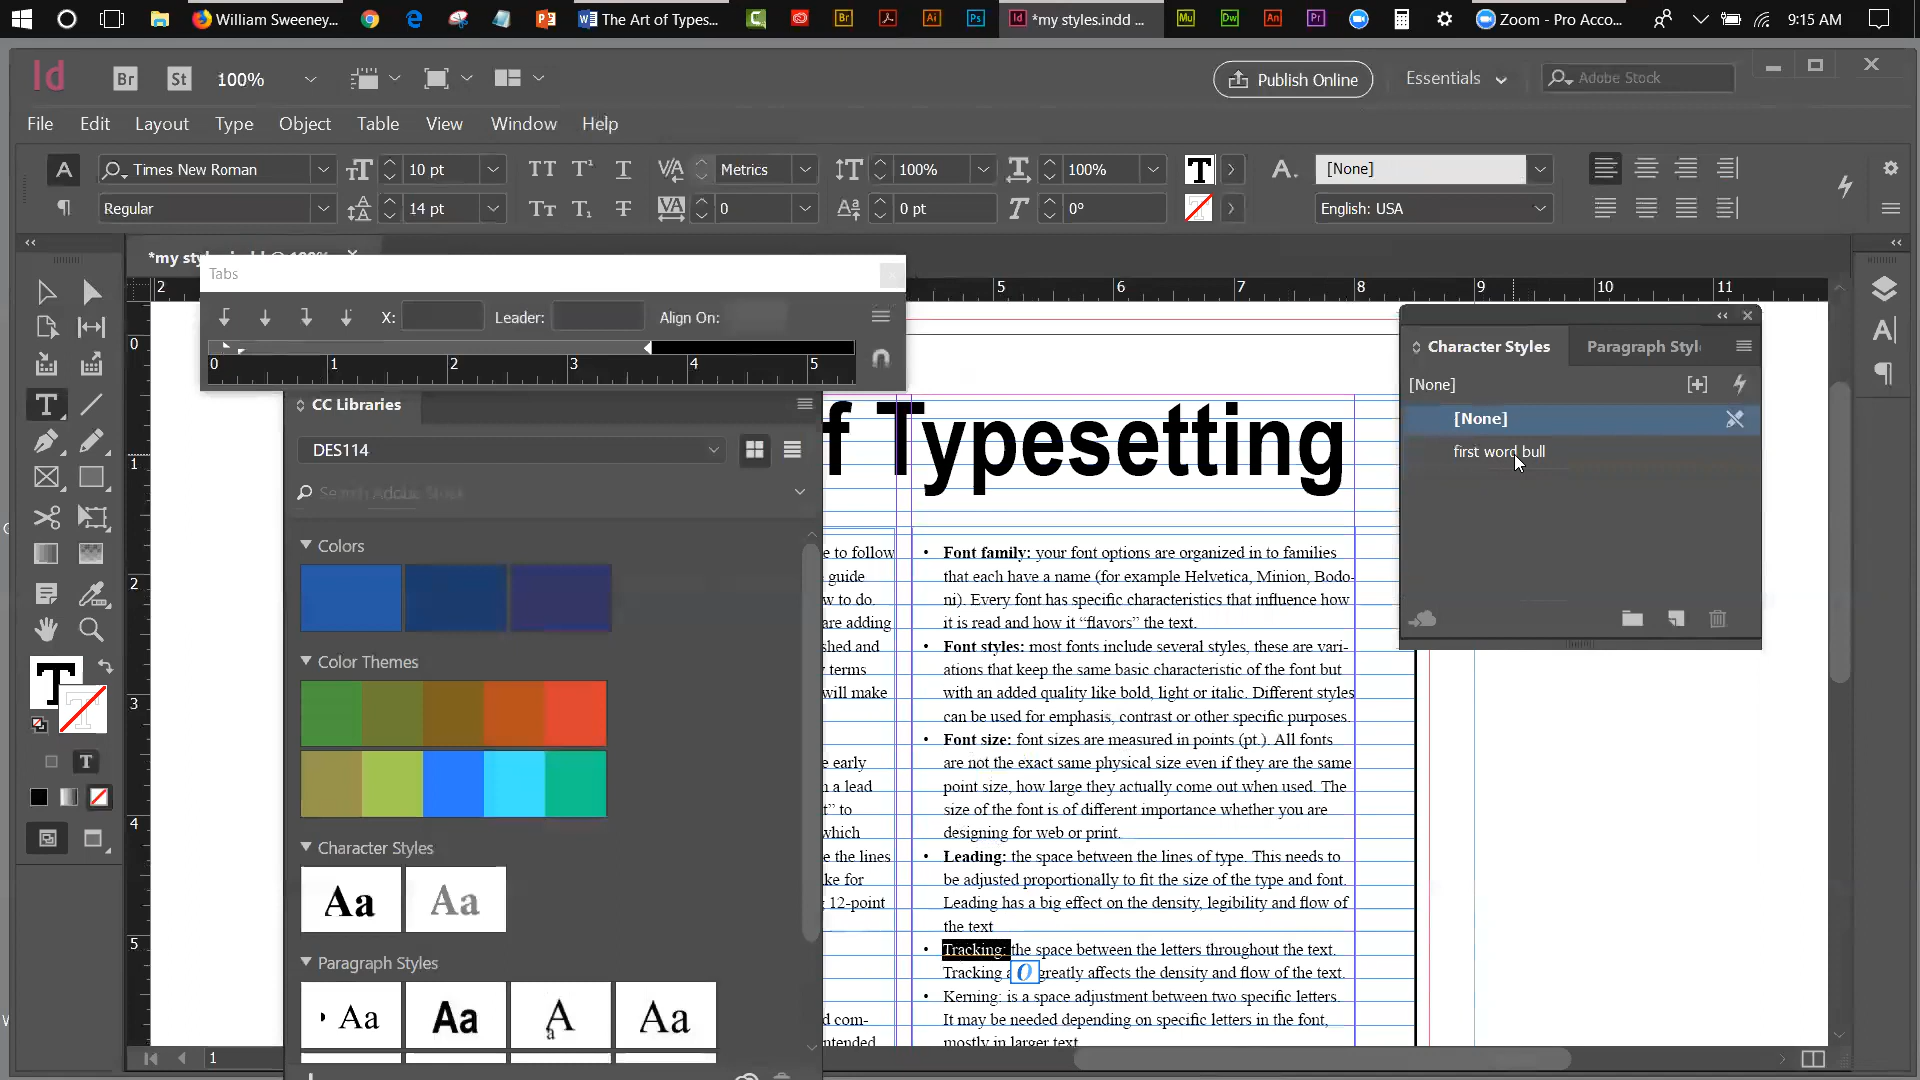 William Sweeney...
The Art of Types...
*my styles.indd ...
Zoom - Pro Acco...
9:15 AM
Id
Br
St
100%
Publish Online
Essentials
Adobe Stock
File Edit Layout Type Object Table View Window Help
A
Times New Roman
10 pt
Metrics
100%
100%
[None]
Regular
14 pt
0
0 pt
0°
English: USA
Tabs
X:
Leader:
Align On:
0 1 2 3 4 5
5 6 7 8 9 10 11
CC Libraries
DES114
Search Adobe Stock
Colors
Color Themes
Character Styles
Aa Aa
Paragraph Styles
Aa Aa Aa Aa
f Typesetting
e to follow
guide
w to do.
are adding
shed and
terms
will make
e early
n a lead
” to
which
e the lines
ke for
12-point
d com-
ntended
• Font family: your font options are organized in to families
that each have a name (for example Helvetica, Minion, Bodo-
ni). Every font has specific characteristics that influence how
it is read and how it “flavors” the text.
• Font styles: most fonts include several styles, these are vari-
ations that keep the same basic characteristic of the font but
with an added quality like bold, light or italic. Different styles
can be used for emphasis, contrast or other specific purposes.
• Font size: font sizes are measured in points (pt.). All fonts
are not the exact same physical size even if they are the same
point size, how large they actually come out when used. The
size of the font is of different importance whether you are
designing for web or print.
• Leading: the space between the lines of type. This needs to
be adjusted proportionally to fit the size of the type and font.
Leading has a big effect on the density, legibility and flow of
the text
• Tracking: the space between the letters throughout the text.
Tracking a greatly affects the density and flow of the text.
• Kerning: is a space adjustment between two specific letters.
It may be needed depending on specific letters in the font,
mostly in larger text
Character Styles
Paragraph Styl
[None]
[None]
first word bull
1